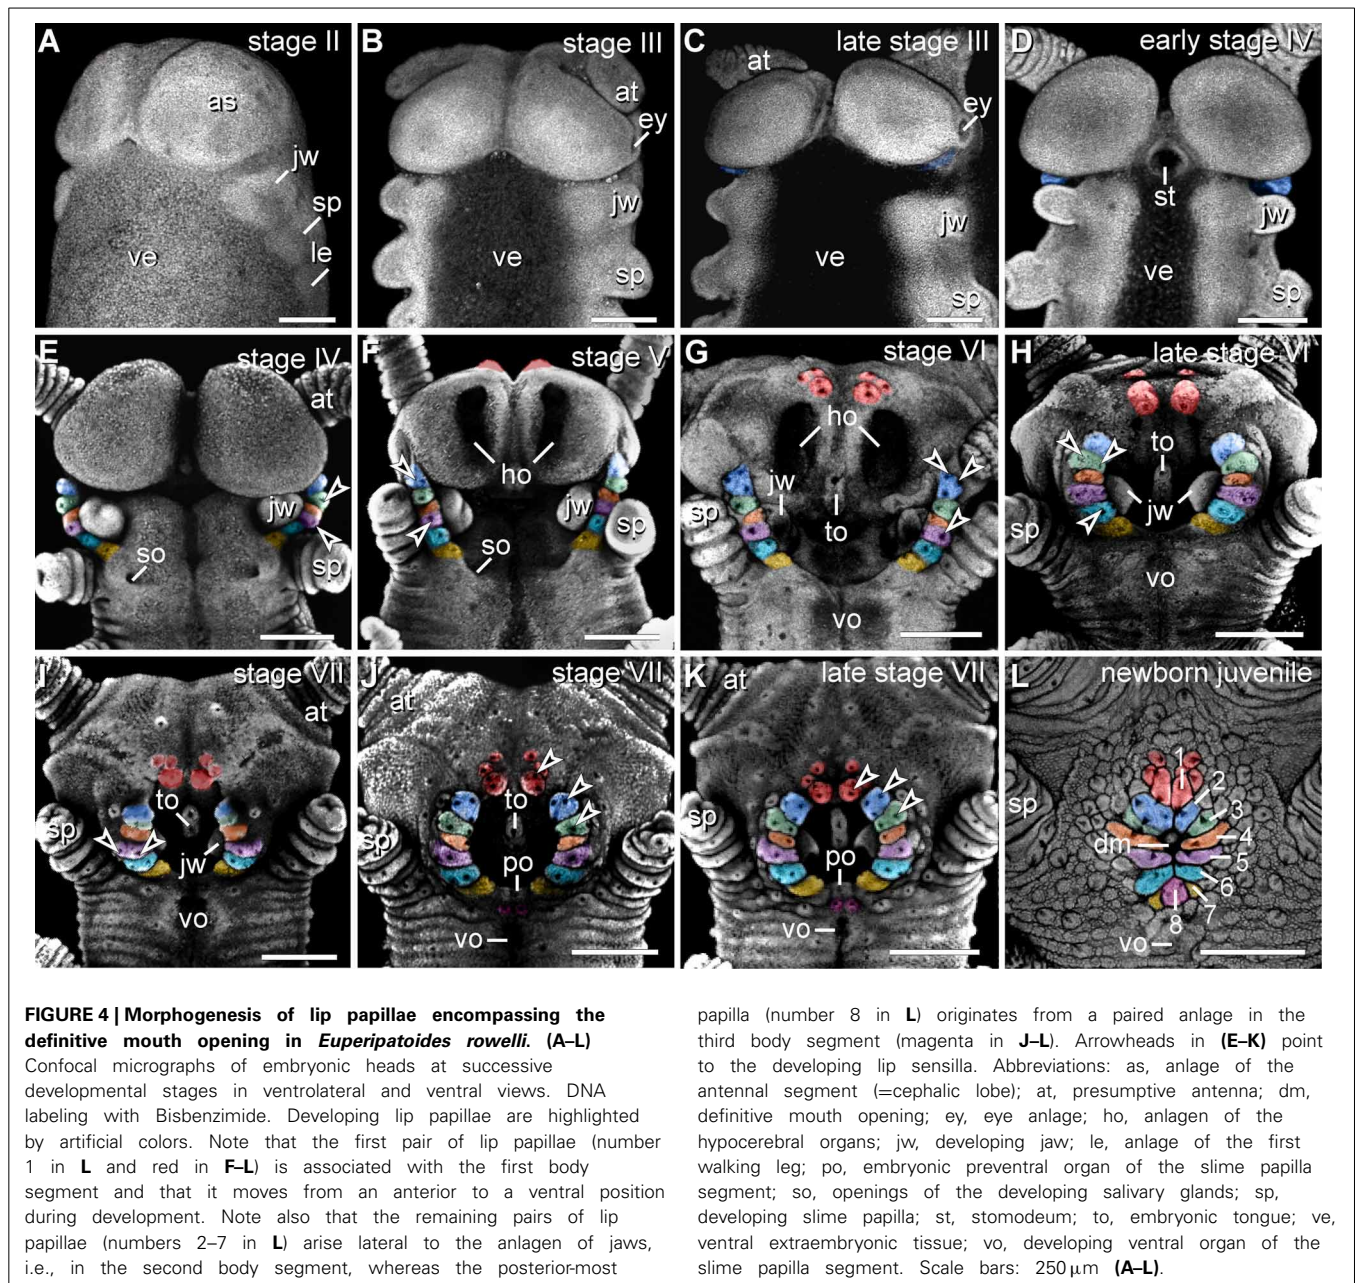 A stage II
as
jw
sp
le
ve
B stage III
at
ey
jw
ve
sp
C late stage III
at
ey
jw
ve
sp
D early stage IV
st
jw
ve
sp
E stage IV
at
jw
so
sp
F stage V
ho
jw
sp
so
G stage VI
ho
jw
sp
to
vo
H late stage VI
to
sp
jw
vo
I stage VII
at
to
sp
jw
vo
J stage VII
at
to
sp
po
vo
K late stage VII
at
to
sp
po
vo
L newborn juvenile
1
2
sp
3
4
dm
5
6
7
8
vo
FIGURE 4 | Morphogenesis of lip papillae encompassing the
definitive mouth opening in Euperipatoides rowelli. (A–L)
Confocal micrographs of embryonic heads at successive
developmental stages in ventrolateral and ventral views. DNA
labeling with Bisbenzimide. Developing lip papillae are highlighted
by artificial colors. Note that the first pair of lip papillae (number
1 in L and red in F–L) is associated with the first body
segment and that it moves from an anterior to a ventral position
during development. Note also that the remaining pairs of lip
papillae (numbers 2–7 in L) arise lateral to the anlagen of jaws,
i.e., in the second body segment, whereas the posterior-most
papilla (number 8 in L) originates from a paired anlage in the
third body segment (magenta in J–L). Arrowheads in (E–K) point
to the developing lip sensilla. Abbreviations: as, anlage of the
antennal segment (=cephalic lobe); at, presumptive antenna; dm,
definitive mouth opening; ey, eye anlage; ho, anlagen of the
hypocerebral organs; jw, developing jaw; le, anlage of the first
walking leg; po, embryonic preventral organ of the slime papilla
segment; so, openings of the developing salivary glands; sp,
developing slime papilla; st, stomodeum; to, embryonic tongue; ve,
ventral extraembryonic tissue; vo, developing ventral organ of the
slime papilla segment. Scale bars: 250 µm (A–L).